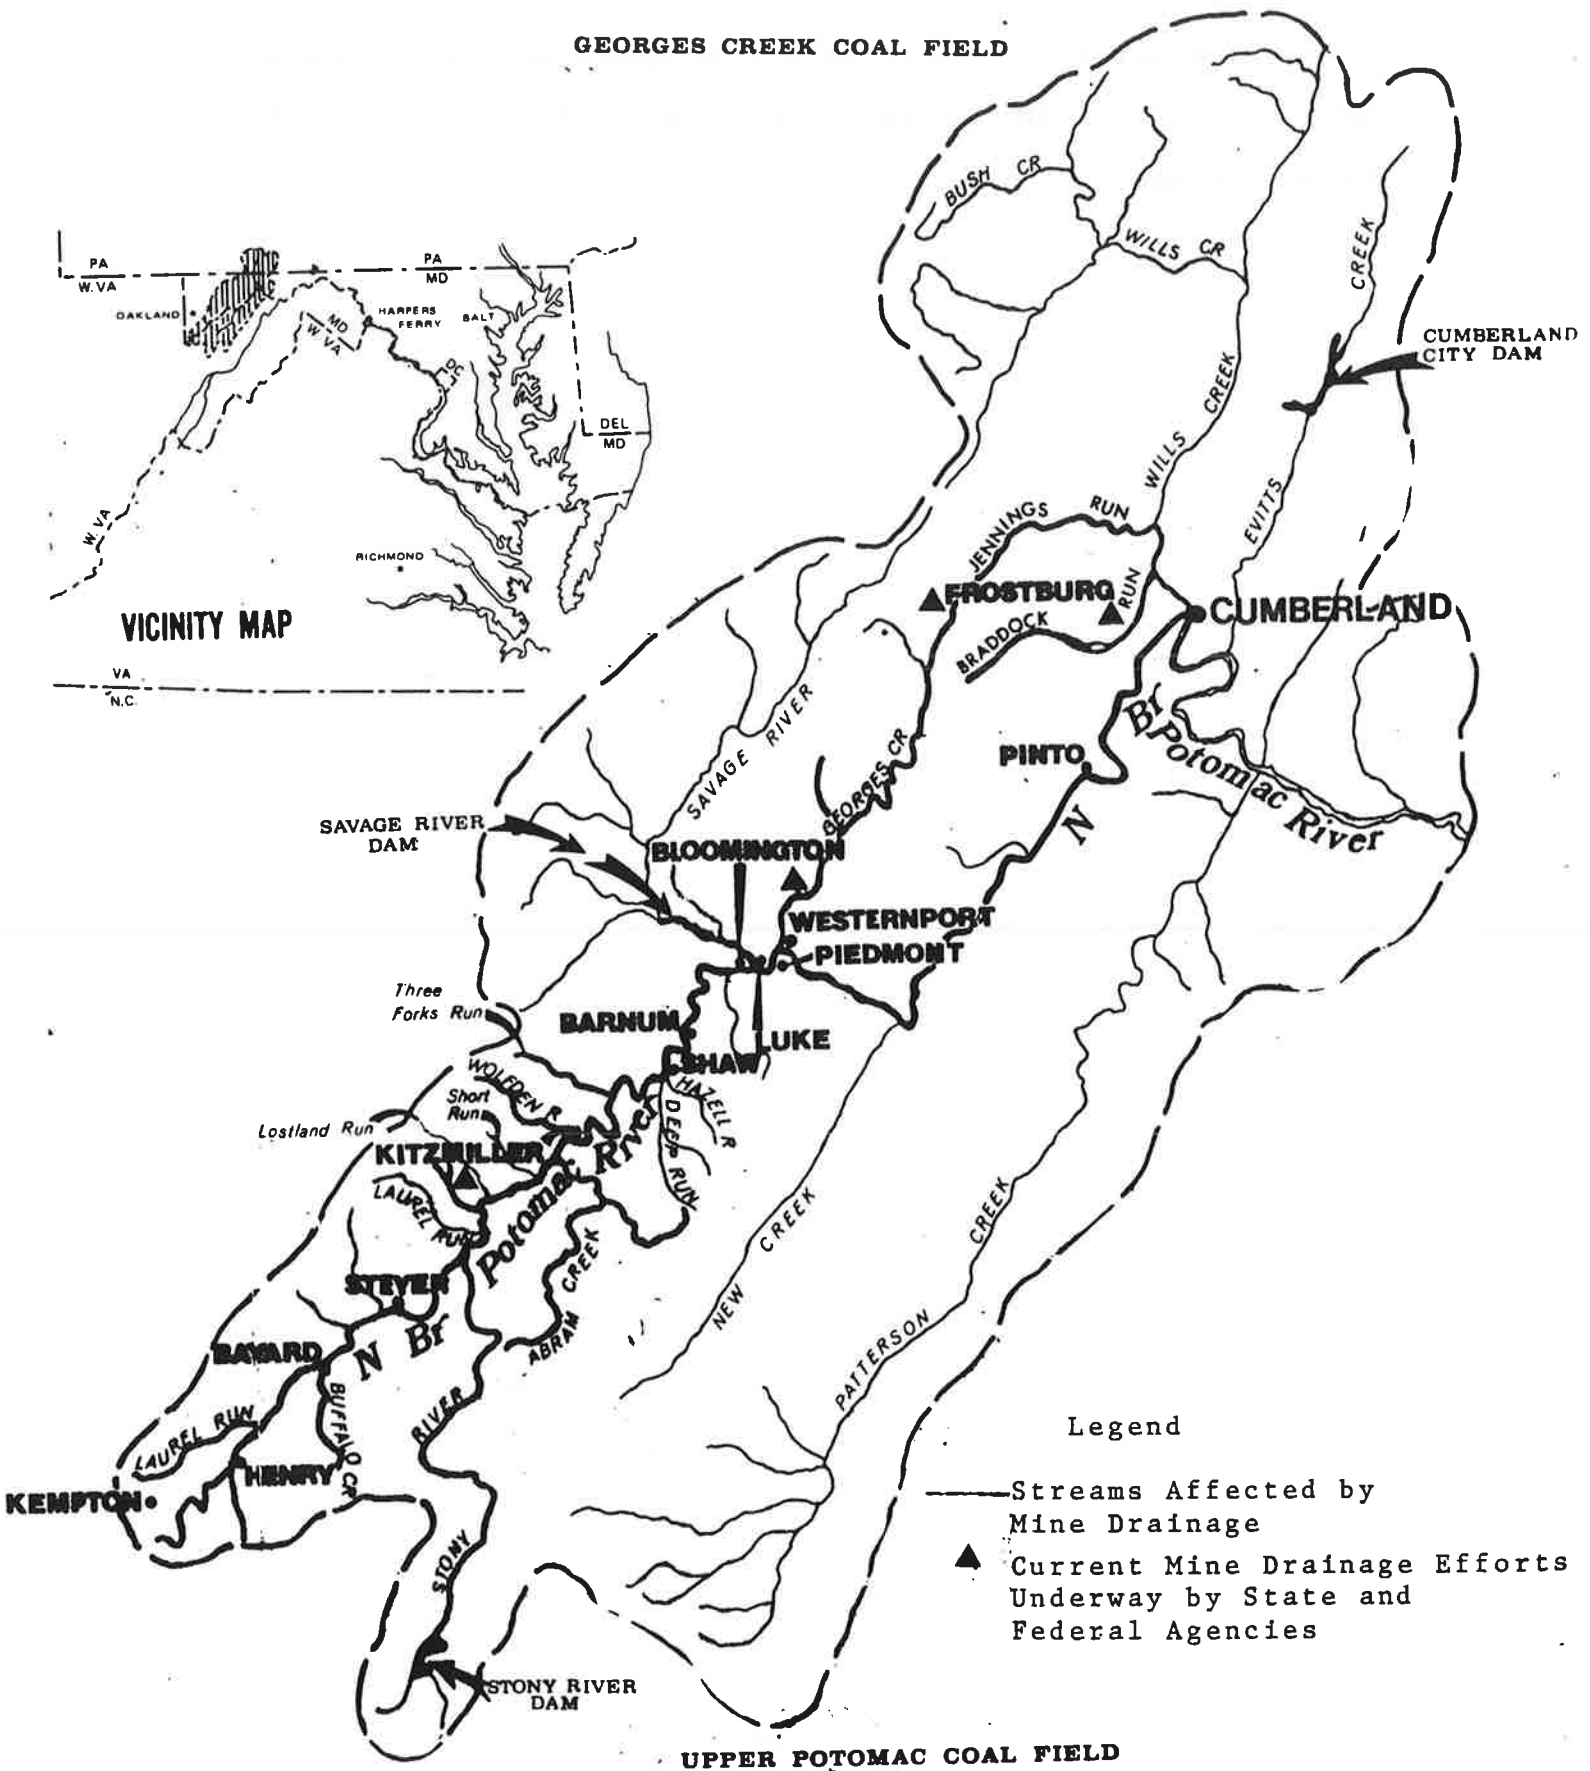 GEORGES CREEK COAL FIELD
BUSH CR
WILLS CR
CREEK
CUMBERLAND
CITY DAM
PA
W.VA
PA
MD
OAKLAND
HARPERS
FERRY
BALT
MD
W VA
DC
DEL
MD
W. VA
RICHMOND
VICINITY MAP
VA
N.C.
WILLS CREEK
EVITTS
JENNINGS RUN
FROSTBURG
BRADDOCK RUN
CUMBERLAND
SAVAGE RIVER
GEORGES CR
PINTO
N Br Potomac River
SAVAGE RIVER
DAM
BLOOMINGTON
WESTERNPORT
PIEDMONT
Three
Forks Run
BARNUM
LUKE
SHAW
WOLFDEN R
HAZELL R
Short
Run
DEEP RUN
Lostland Run
KITZMILLER
LAUREL RUN
N Br Potomac River
STEYER
ABRAM CREEK
NEW CREEK
PATTERSON CREEK
BAYARD
BUFFALO CR
LAUREL RUN
HENRY
KEMPTON
STONY RIVER
STONY RIVER
DAM
Legend
Streams Affected by
Mine Drainage
Current Mine Drainage Efforts
Underway by State and
Federal Agencies
UPPER POTOMAC COAL FIELD